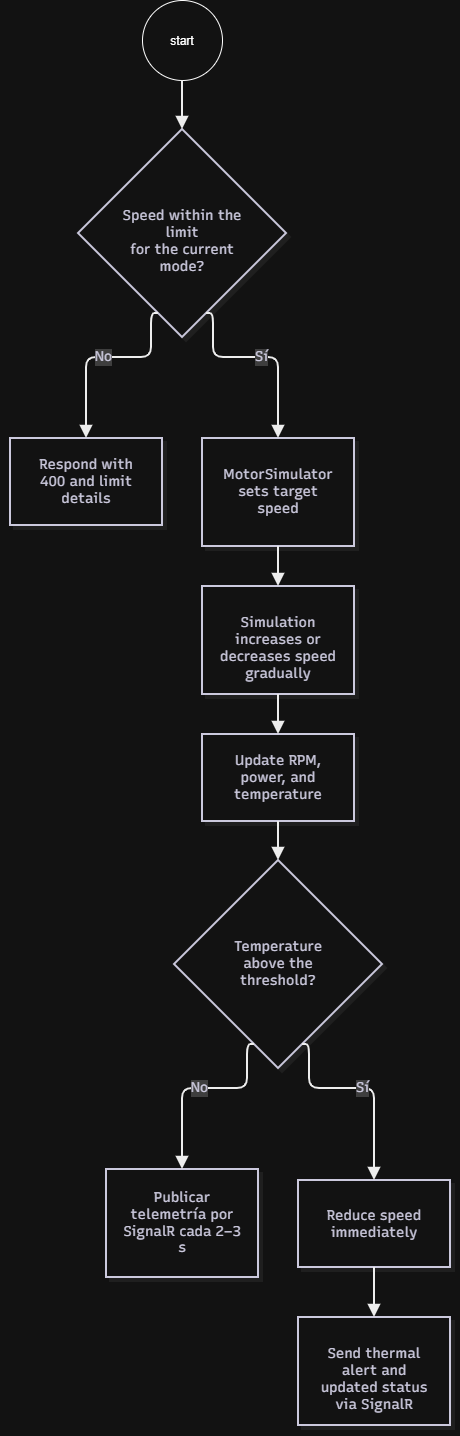 start
Speed within the
limit
for the current
mode?
No
Sí
Respond with
400 and limit
details
MotorSimulator
sets target
speed
Simulation
increases or
decreases speed
gradually
Update RPM,
power, and
temperature
Temperature
above the
threshold?
No
Sí
Publicar
telemetría por
SignalR cada 2–3
s
Reduce speed
immediately
Send thermal
alert and
updated status
via SignalR